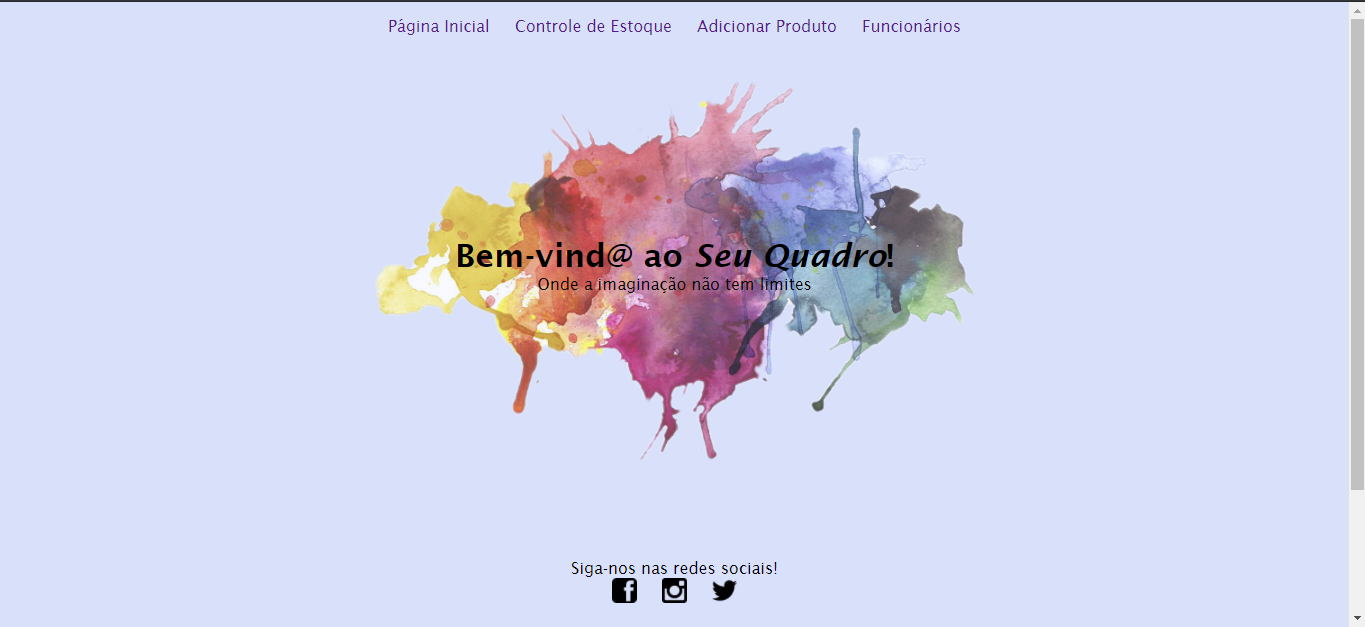 Página Inicial Controle de Estoque Adicionar Produto Funcionários
Bem-vind@ ao Seu Quadro!
Onde a imaginação não tem limites
Siga-nos nas redes sociais!